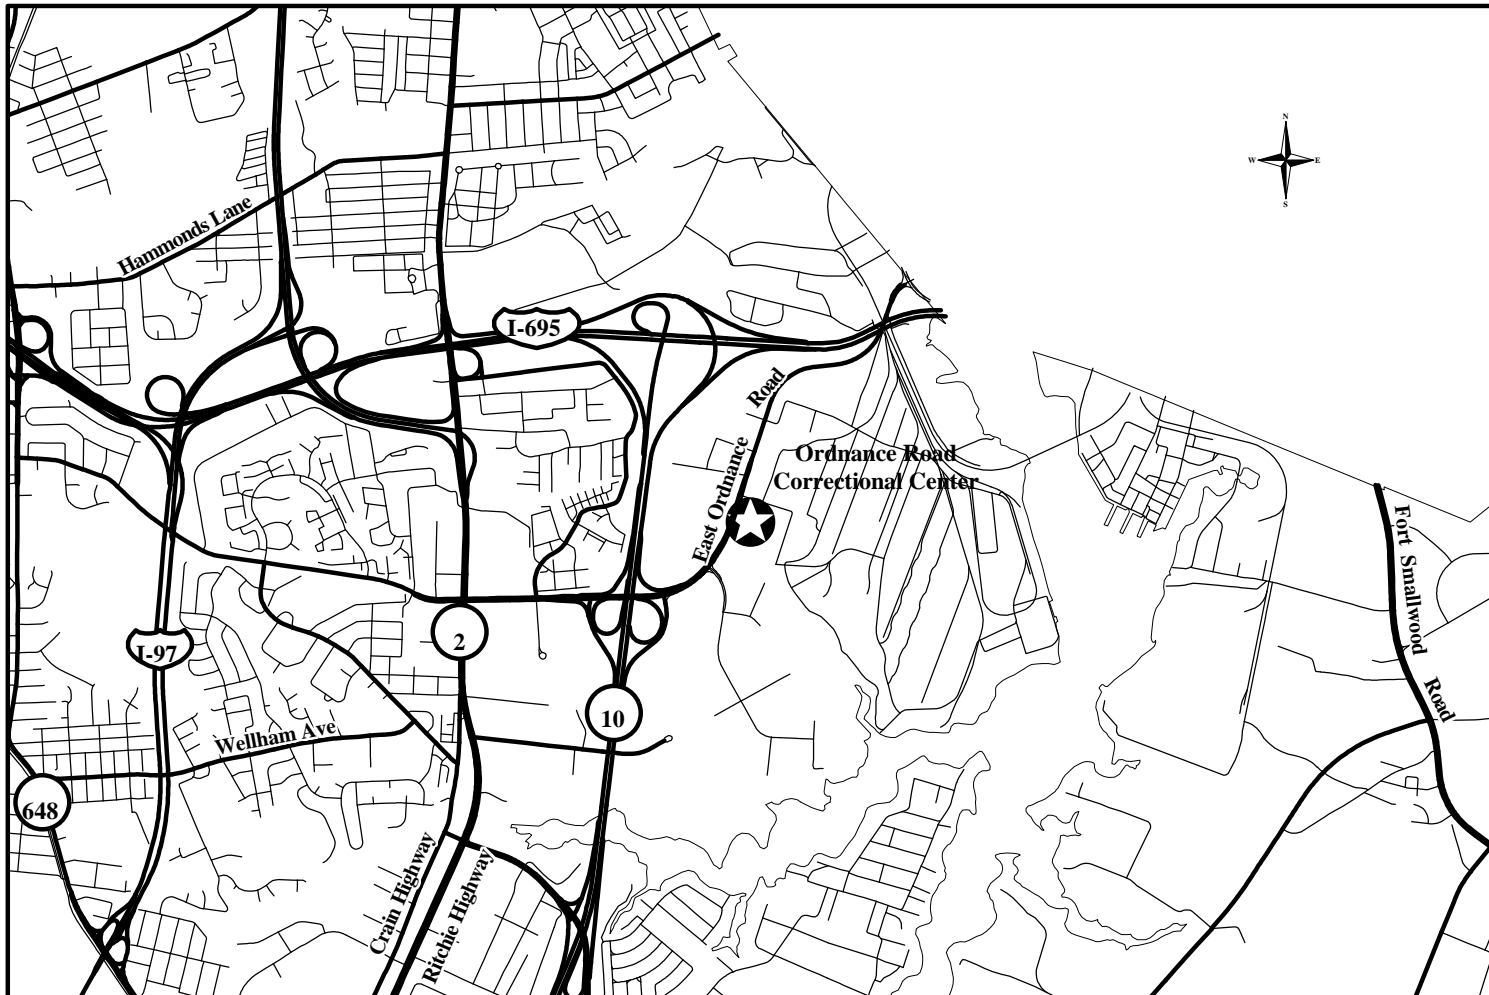 N
W E
S
Hammonds Lane
I-695
Road
East Ordnance
Ordnance Road
Correctional Center
Fort Smallwood
Road
2
I-97
10
Wellham Ave
648
Crain Highway
Ritchie Highway